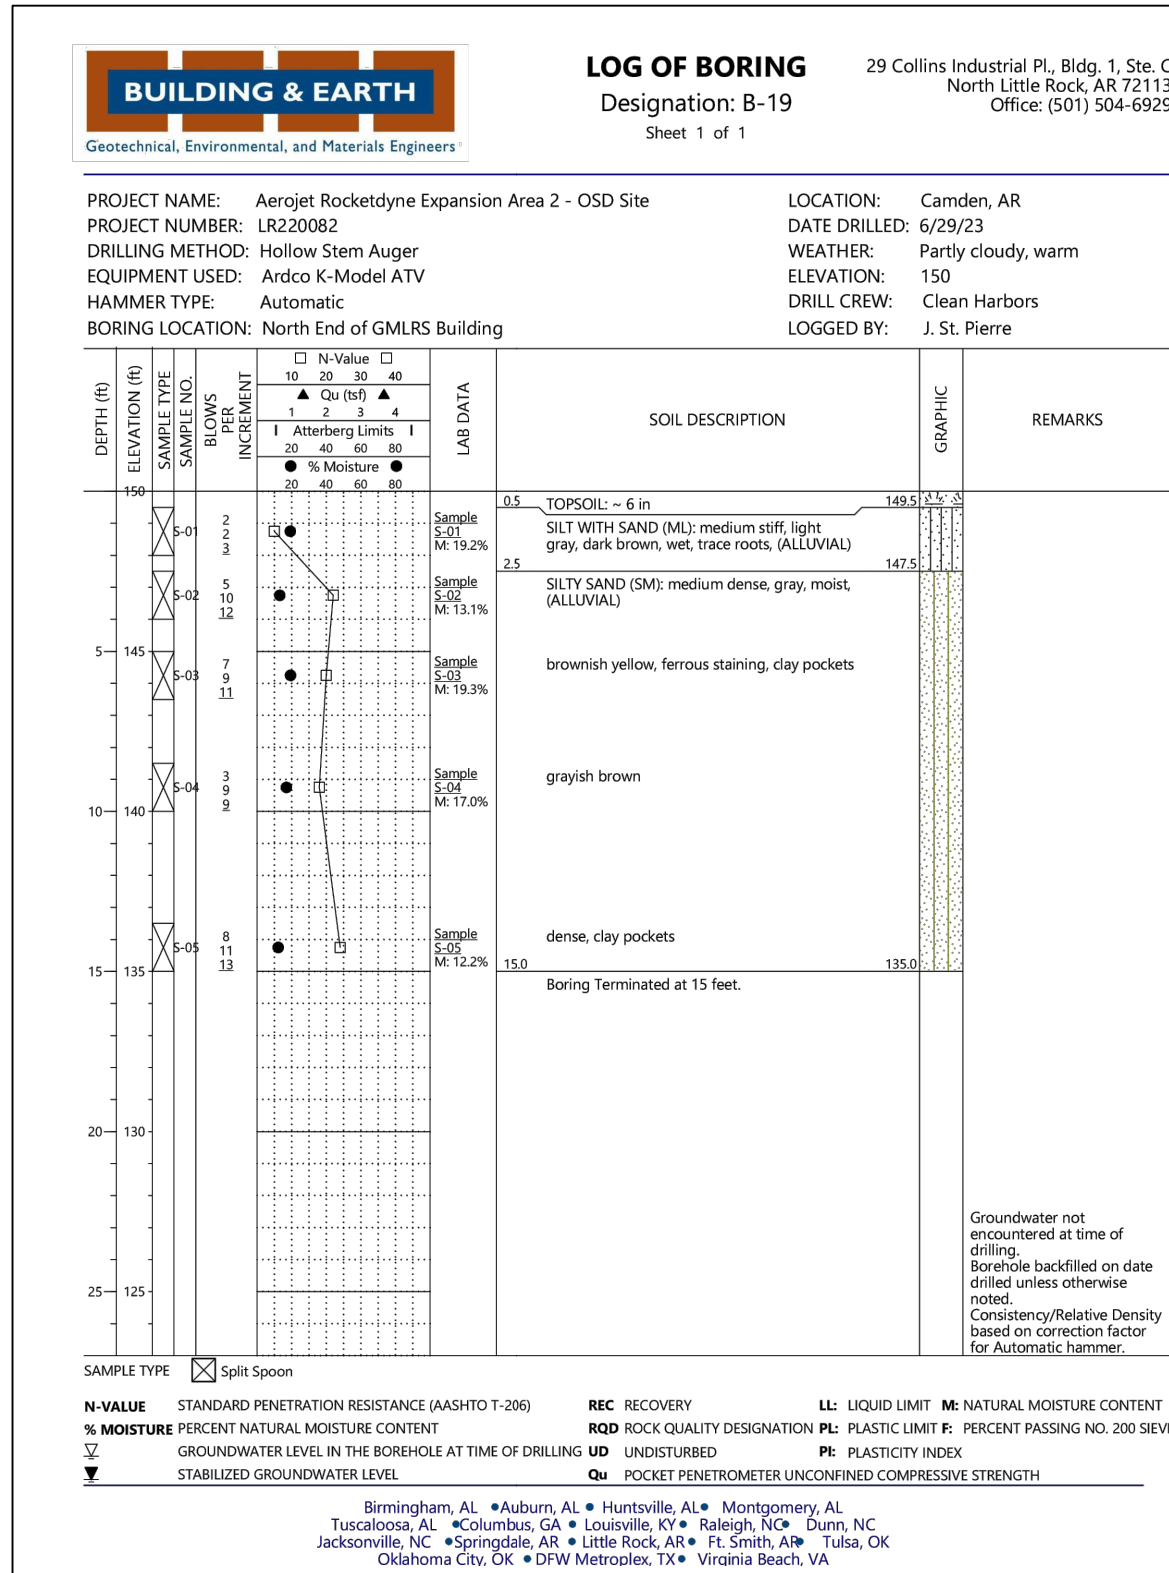 BUILDING & EARTH
Geotechnical, Environmental, and Materials Engineers
LOG OF BORING
Designation: B-19
Sheet 1 of 1
29 Collins Industrial Pl., Bldg. 1, Ste. C
North Little Rock, AR 72113
Office: (501) 504-6929
PROJECT NAME: Aerojet Rocketdyne Expansion Area 2 - OSD Site
PROJECT NUMBER: LR220082
DRILLING METHOD: Hollow Stem Auger
EQUIPMENT USED: Ardco K-Model ATV
HAMMER TYPE: Automatic
BORING LOCATION: North End of GMLRS Building
LOCATION: Camden, AR
DATE DRILLED: 6/29/23
WEATHER: Partly cloudy, warm
ELEVATION: 150
DRILL CREW: Clean Harbors
LOGGED BY: J. St. Pierre
DEPTH (ft)
ELEVATION (ft)
SAMPLE TYPE
SAMPLE NO.
BLOWS
PER
INCREMENT
N-Value
10 20 30 40
Qu (tsf)
1 2 3 4
Atterberg Limits
20 40 60 80
% Moisture
20 40 60 80
LAB DATA
SOIL DESCRIPTION
GRAPHIC
REMARKS
150
0.5 TOPSOIL: ~ 6 in 149.5
S-01
2
2
3
Sample
S-01
M: 19.2%
SILT WITH SAND (ML): medium stiff, light
gray, dark brown, wet, trace roots, (ALLUVIAL)
2.5 147.5
S-02
5
10
12
Sample
S-02
M: 13.1%
SILTY SAND (SM): medium dense, gray, moist,
(ALLUVIAL)
5 145
S-03
7
9
11
Sample
S-03
M: 19.3%
brownish yellow, ferrous staining, clay pockets
S-04
3
9
9
Sample
S-04
M: 17.0%
grayish brown
10 140
S-05
8
11
13
Sample
S-05
M: 12.2%
dense, clay pockets
15 135
15.0 135.0
Boring Terminated at 15 feet.
20 130
25 125
Groundwater not
encountered at time of
drilling.
Borehole backfilled on date
drilled unless otherwise
noted.
Consistency/Relative Density
based on correction factor
for Automatic hammer.
SAMPLE TYPE Split Spoon
N-VALUE STANDARD PENETRATION RESISTANCE (AASHTO T-206) REC RECOVERY LL: LIQUID LIMIT M: NATURAL MOISTURE CONTENT
% MOISTURE PERCENT NATURAL MOISTURE CONTENT RQD ROCK QUALITY DESIGNATION PL: PLASTIC LIMIT F: PERCENT PASSING NO. 200 SIEV
GROUNDWATER LEVEL IN THE BOREHOLE AT TIME OF DRILLING UD UNDISTURBED PI: PLASTICITY INDEX
STABILIZED GROUNDWATER LEVEL Qu POCKET PENETROMETER UNCONFINED COMPRESSIVE STRENGTH
Birmingham, AL • Auburn, AL • Huntsville, AL • Montgomery, AL
Tuscaloosa, AL • Columbus, GA • Louisville, KY • Raleigh, NC • Dunn, NC
Jacksonville, NC • Springdale, AR • Little Rock, AR • Ft. Smith, AR • Tulsa, OK
Oklahoma City, OK • DFW Metroplex, TX • Virginia Beach, VA